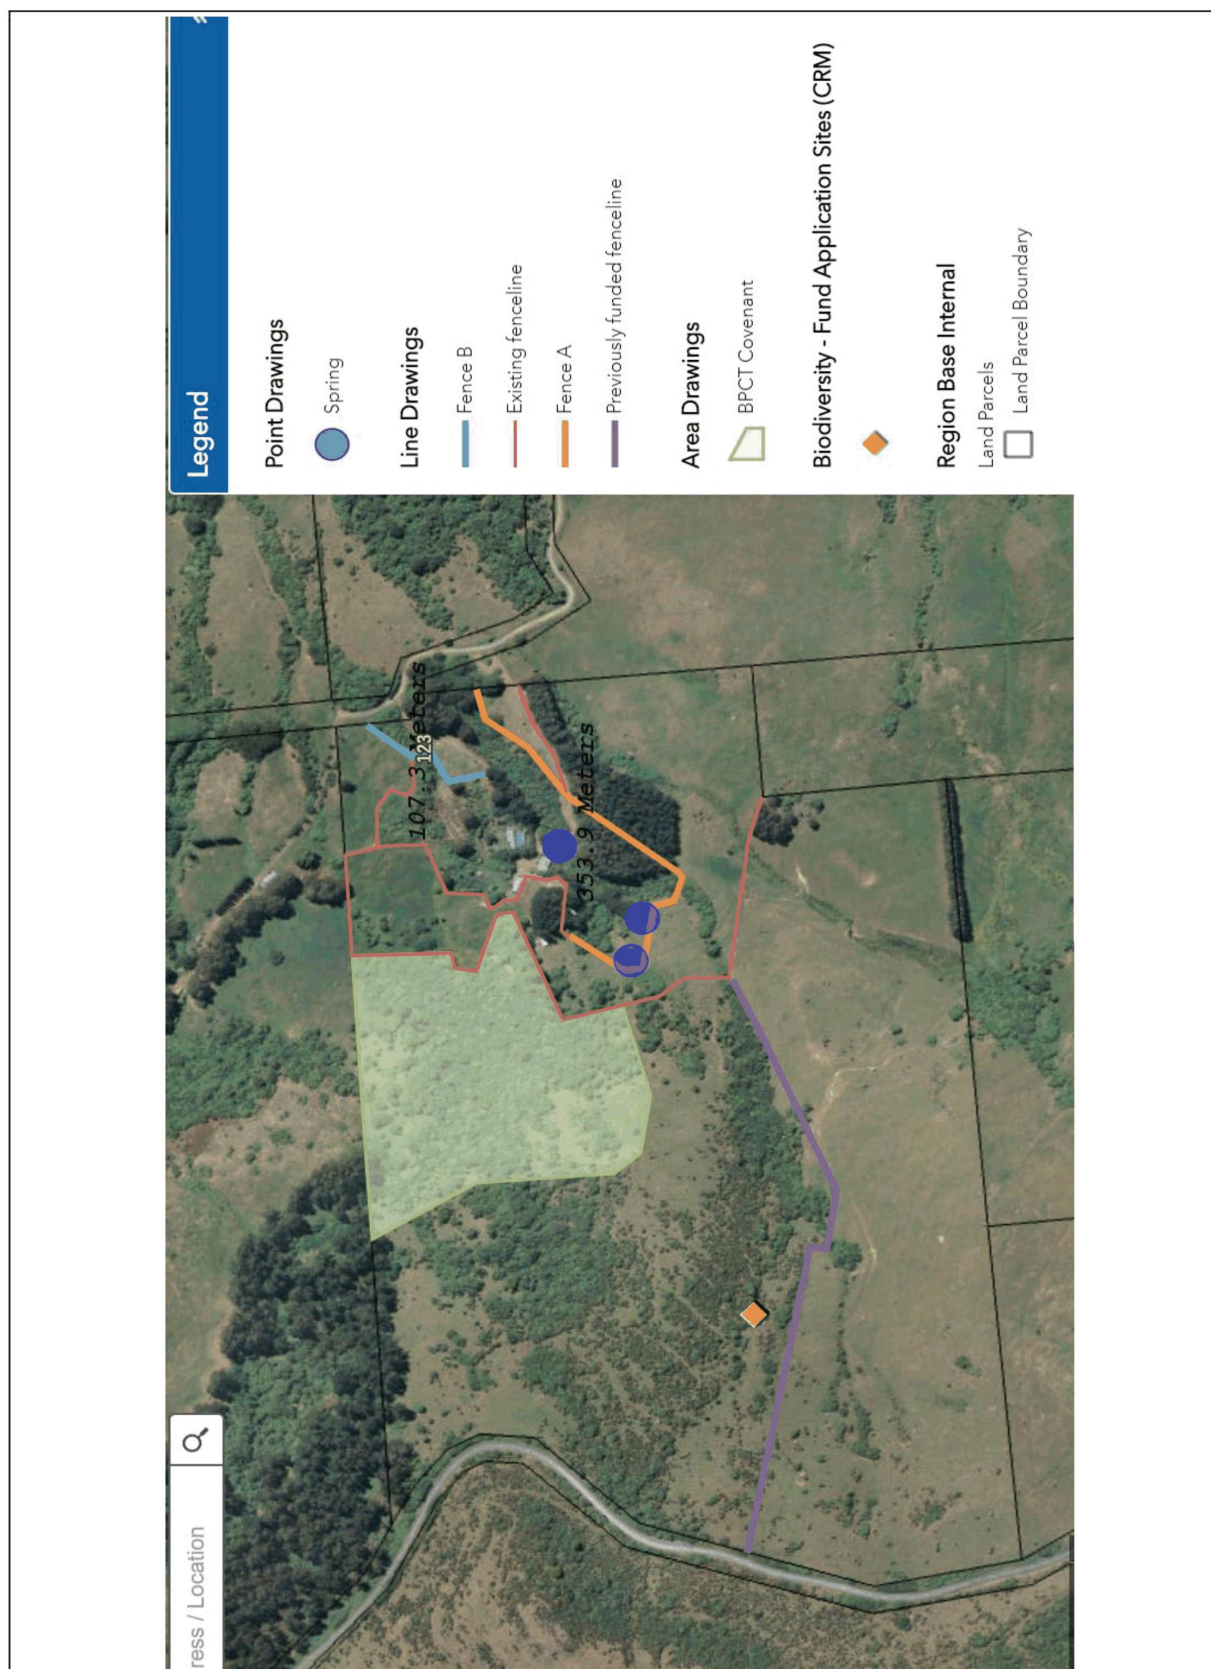 ress / Location
107.3 Meters
123
353.9 Meters
Legend
Point Drawings
Spring
Line Drawings
Fence B
Existing fenceline
Fence A
Previously funded fenceline
Area Drawings
BPCT Covenant
Biodiversity - Fund Application Sites (CRM)
Region Base Internal
Land Parcels
Land Parcel Boundary